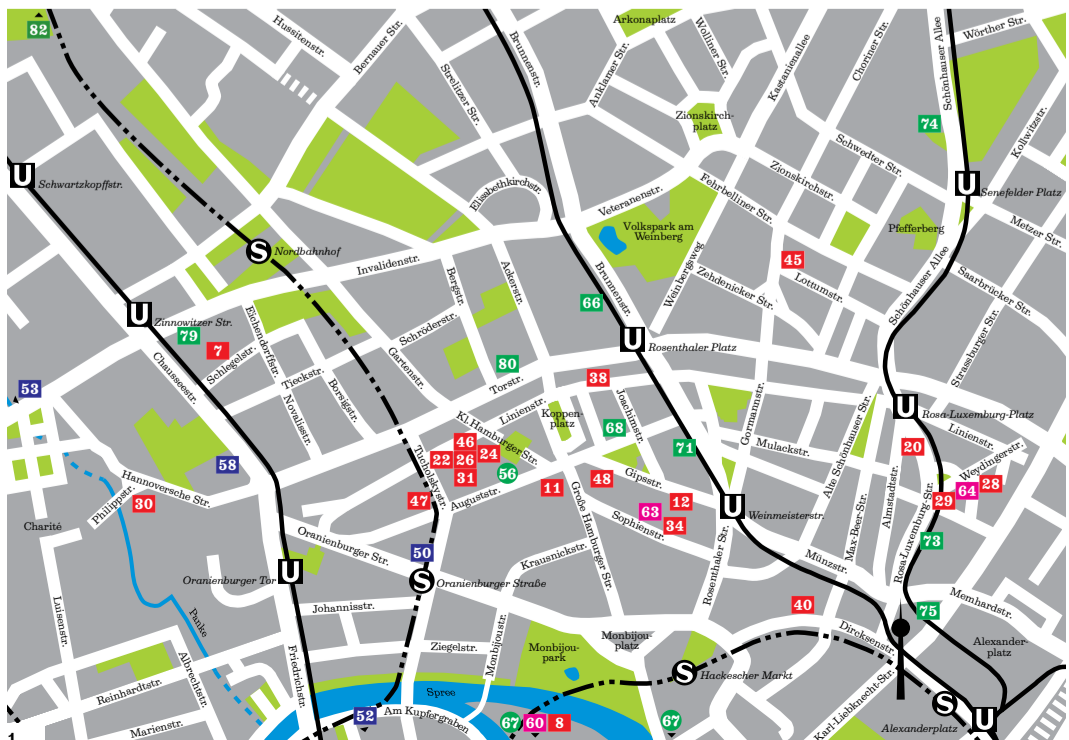 82
Hussitenstr.
Bernauer Str.
Strelitzer Str.
Brunnenstr.
Arkonaplatz
Anklamer Str.
Wolliner Str.
Kastanienallee
Choriner Str.
Schönhauser Allee
Wörther Str.
74
Kollwitzstr.
Zionskirch-
platz
Schwedter Str.
U
Schwartzkopffstr.
Elisabethkirchstr.
Veteranenstr.
Fehrbelliner Str.
Zionskirchstr.
U
Senefelder Platz
Metzer Str.
S
Nordbahnhof
Invalidenstr.
Volkspark am
Weinberg
Weinbergsweg
Zehdenicker Str.
45
Lottumstr.
Pfefferberg
Schönhauser Allee
Saarbrücker Str.
Straßburger Str.
Bergstr.
Ackerstr.
Brunnenstr.
66
U
Zinnowitzer Str.
79
7
Schlegelstr.
Eichendorffstr.
Tieckstr.
Novalisstr.
Borsigstr.
Schröderstr.
Gartenstr.
80
Torstr.
U
Rosenthaler Platz
Chausseestr.
53
38
Linienstr.
Koppen-
platz
Joachimstr.
68
71
Gormannstr.
Mulackstr.
Alte Schönhauser Str.
U
Rosa-Luxemburg-Platz
Linienstr.
Weydingerstr.
20
64
28
29
Kl. Hamburger Str.
46
22
26
24
31
56
58
Tucholskystr.
47
Auguststr.
11
48
Gipsstr.
12
63
34
Sophienstr.
Große Hamburger Str.
U
Weinmeisterstr.
Almadtstr.
Max-Beer-Str.
Rosa-Luxemburg-Str.
73
Hannoversche Str.
Philippstr.
30
Charité
Oranienburger Str.
50
S
Oranienburger Straße
Krausnickstr.
Rosenthaler Str.
Münzstr.
U
Oranienburger Tor
Johannisstr.
40
75
Memhardstr.
Luisenstr.
Panke
Albrechtstr.
Reinhardtstr.
Marienstr.
Friedrichstr.
Ziegelstr.
Monbijoustr.
Monbijou-
park
Monbijou-
platz
S
Hackescher Markt
Dircksenstr.
Karl-Liebknecht-Str.
Alexander-
platz
Spree
Am Kupfergraben
52
67
60
8
67
S
Alexanderplatz
U
1